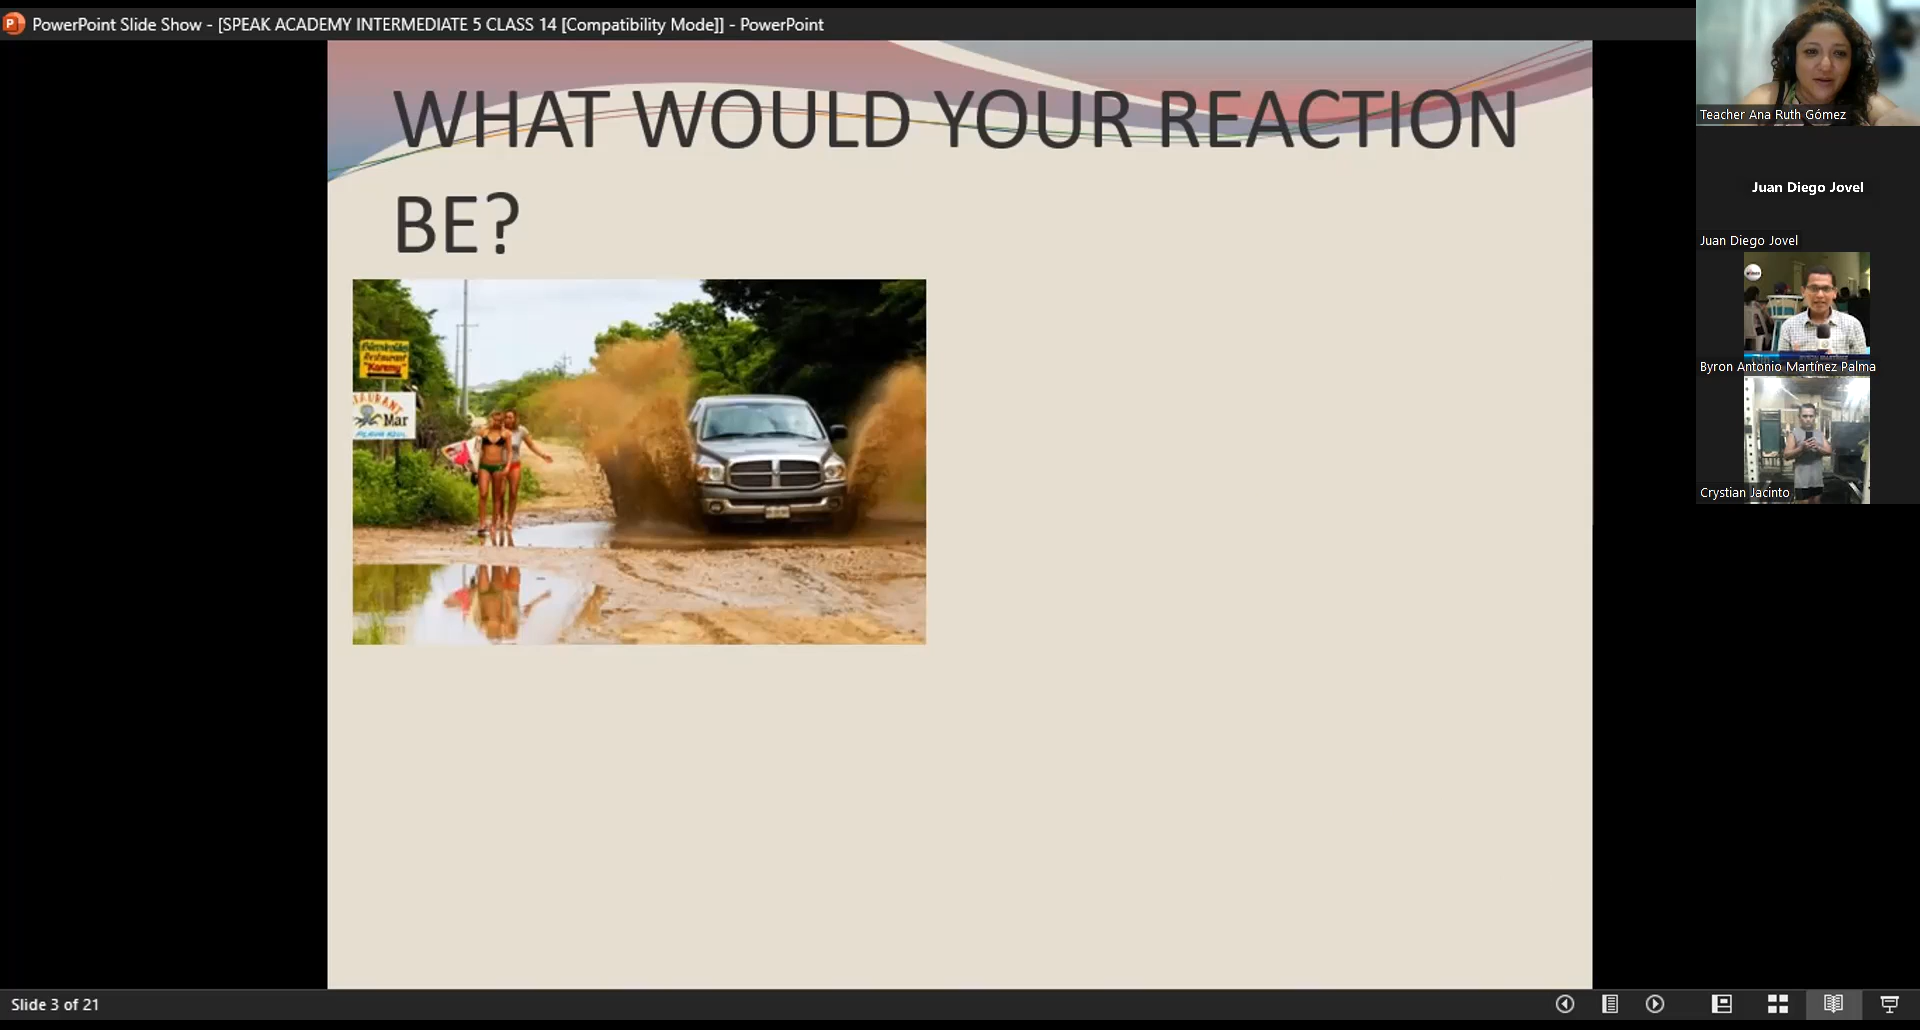 PowerPoint Slide Show - [SPEAK ACADEMY INTERMEDIATE 5 CLASS 14 [Compatibility Mode]] - PowerPoint
WHAT WOULD YOUR REACTION
BE?
Restaurant
Mar
Teacher Ana Ruth Gómez
Juan Diego Jovel
Juan Diego Jovel
Byron Antonio Martínez Palma
Crystian Jacinto
Slide 3 of 21